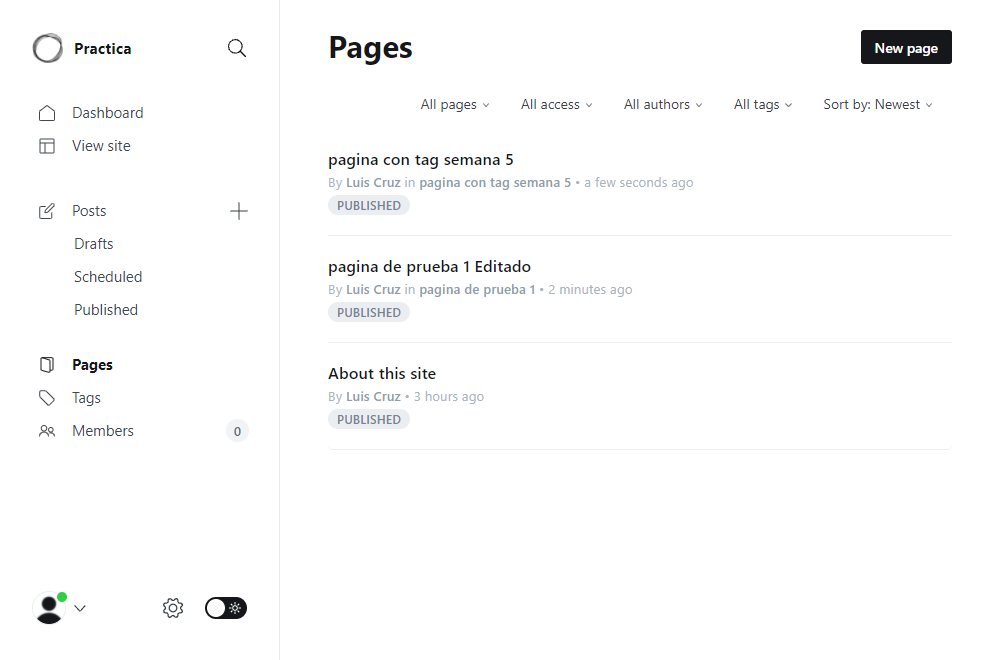 Practica
Dashboard
View site
Posts
Drafts
Scheduled
Published
Pages
Tags
Members 0
Pages
New page
All pages All access All authors All tags Sort by: Newest
pagina con tag semana 5
By Luis Cruz in pagina con tag semana 5 • a few seconds ago
PUBLISHED
pagina de prueba 1 Editado
By Luis Cruz in pagina de prueba 1 • 2 minutes ago
PUBLISHED
About this site
By Luis Cruz • 3 hours ago
PUBLISHED